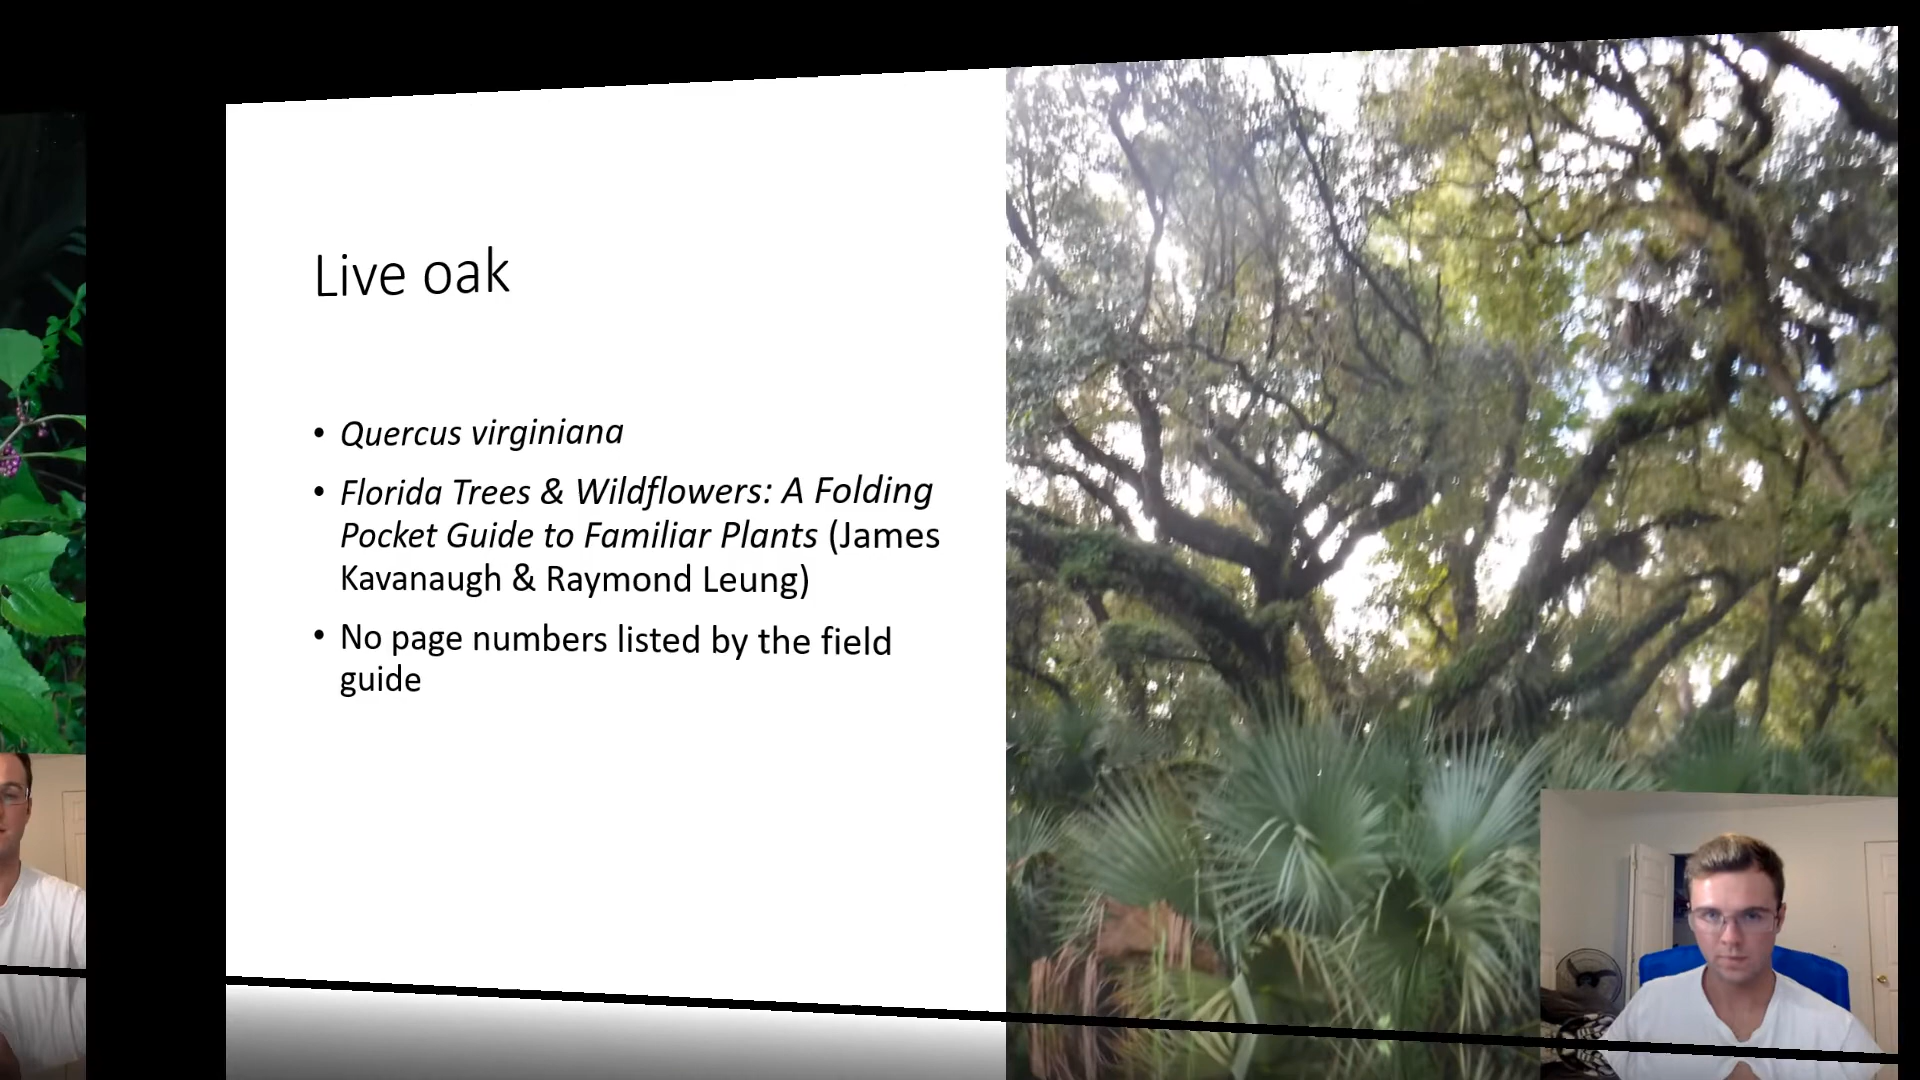 Live oak
• Quercus virginiana
• Florida Trees & Wildflowers: A Folding
Pocket Guide to Familiar Plants (James
Kavanaugh & Raymond Leung)
• No page numbers listed by the field
guide